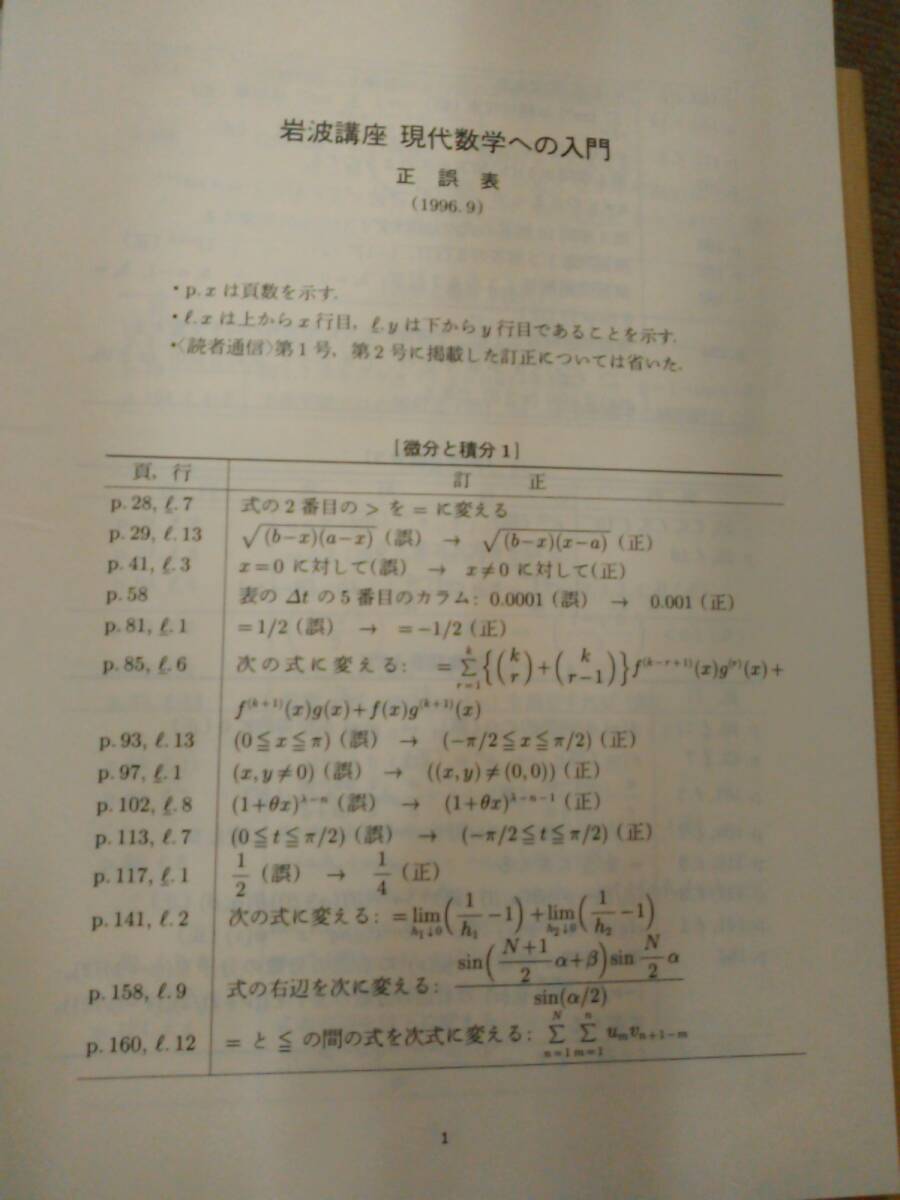 岩波講座 現代数学への入門
正 誤 表
(1996.9)
・p.x は頁数を示す.
・ℓ.x は上から x 行目, ℓ̲.y は下から y 行目であることを示す.
・〈読者通信〉第1号, 第2号に掲載した訂正については省いた.
[微分と積分1]
頁, 行 訂 正
p.28, ℓ̲.7 式の2番目の > を = に変える
p.29, ℓ.13 √(b−x)(a−x) (誤) → √(b−x)(x−a) (正)
p.41, ℓ̲.3 x=0 に対して(誤) → x≠0 に対して(正)
p.58 表の Δt の5番目のカラム: 0.0001 (誤) → 0.001 (正)
p.81, ℓ̲.1 =1/2 (誤) → =−1/2 (正)
p.85, ℓ̲.6 次の式に変える: =∑_{r=1}^{k}{(k r)+(k r−1)}f^{(k−r+1)}(x)g^{(r)}(x)+
f^{(k+1)}(x)g(x)+f(x)g^{(k+1)}(x)
p.93, ℓ.13 (0≦x≦π) (誤) → (−π/2≦x≦π/2) (正)
p.97, ℓ̲.1 (x,y≠0) (誤) → ((x,y)≠(0,0)) (正)
p.102, ℓ̲.8 (1+θx)^{λ−n} (誤) → (1+θx)^{λ−n−1} (正)
p.113, ℓ.7 (0≦t≦π/2) (誤) → (−π/2≦t≦π/2) (正)
p.117, ℓ̲.1 1/2 (誤) → 1/4 (正)
p.141, ℓ.2 次の式に変える: =lim_{h₁↓0}(1/h₁−1)+lim_{h₂↓0}(1/h₂−1)
p.158, ℓ.9 式の右辺を次に変える: sin((N+1)/2 α+β)sin N/2 α / sin(α/2)
p.160, ℓ.12 = と ≦ の間の式を次式に変える: ∑_{n=1}^{N} ∑_{m=1}^{n} u_m v_{n+1−m}
1